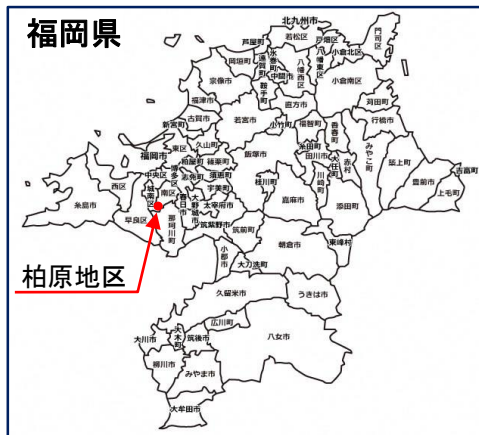 福岡県
北九州市
門司区
芦屋町
若松区
戸畑区
小倉北区
水巻町
遠賀町
八幡西区
八幡東区
岡垣町
中間市
小倉南区
宗像市
鞍手町
福津市
直方市
苅田町
古賀市
若宮市
行橋市
新宮町
小竹町
福智町
香春町
みやこ町
東区
久山町
福岡市
飯塚市
糸田町
田川市
大任町
赤村
築上町
吉富町
博多区
粕屋町
篠栗町
中央区
志免町
須恵町
豊前市
上毛町
西区
城南区
南区
宇美町
桂川町
川崎町
糸島市
春日市
大野城市
太宰府市
嘉麻市
添田町
早良区
那珂川町
筑紫野市
筑前町
朝倉市
東峰村
柏原地区
小郡市
大刀洗町
久留米市
うきは市
大川市
大木町
広川町
筑後市
八女市
柳川市
みやま市
大牟田市